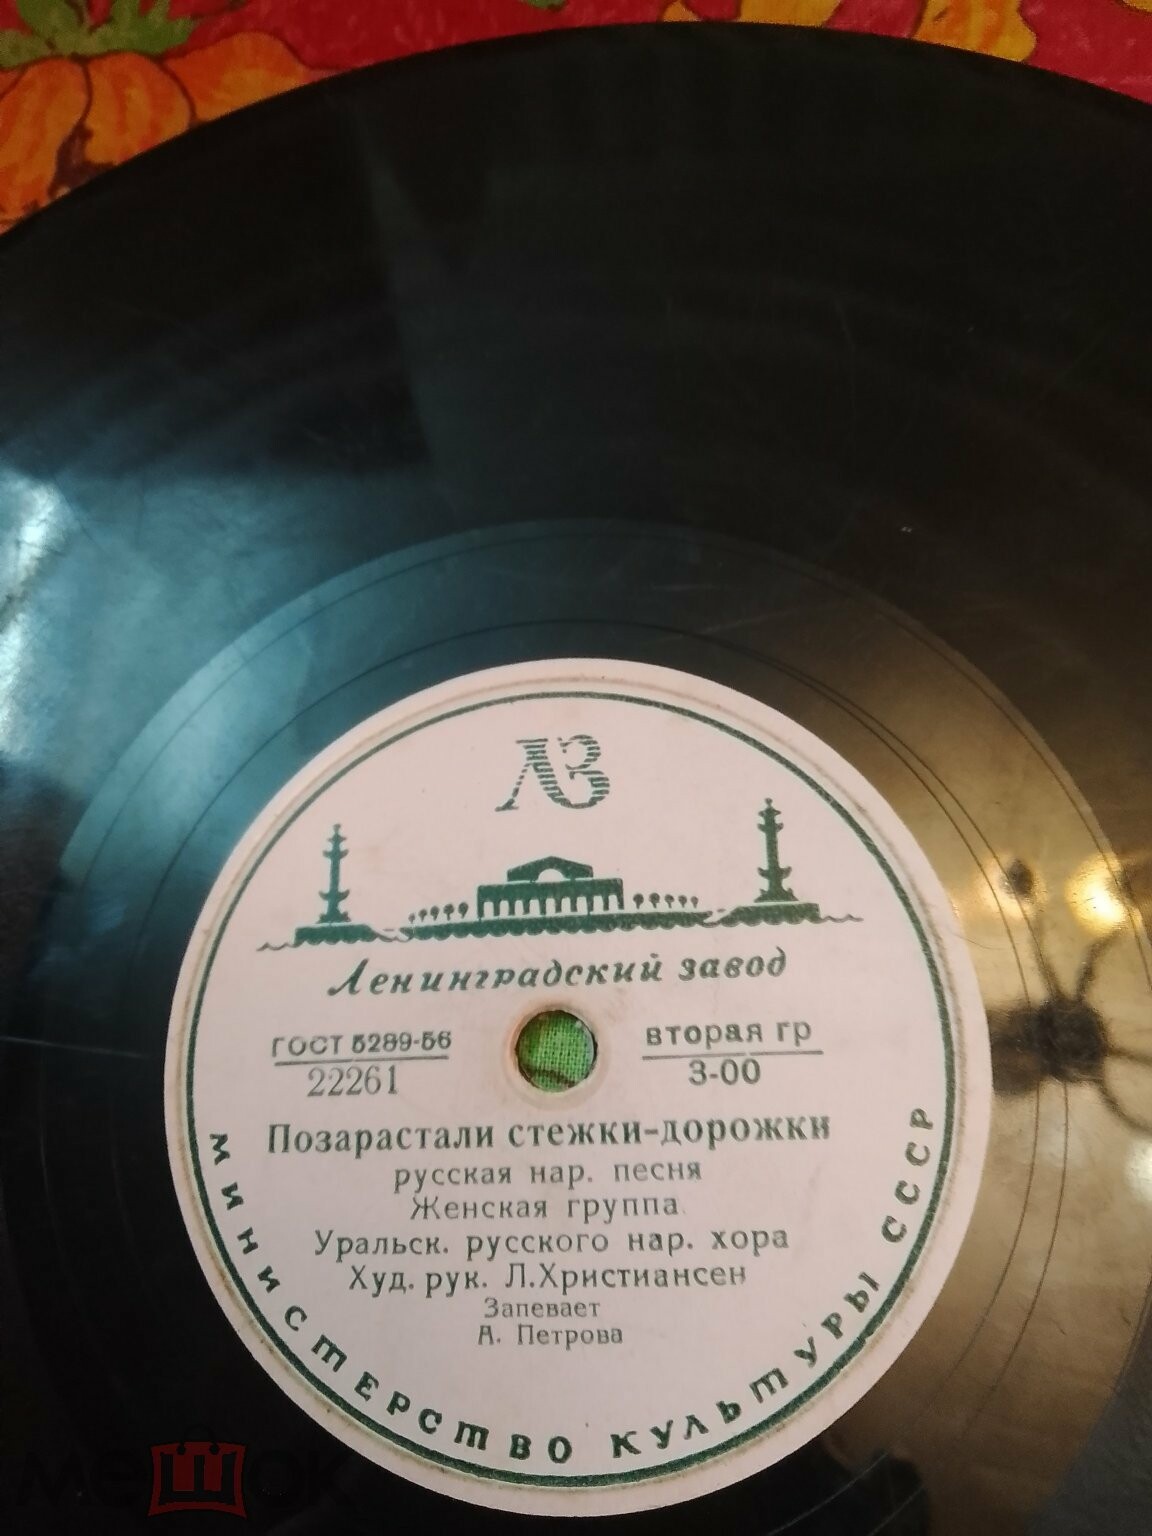 ЛЗ
Ленинградский завод
ГОСТ 5289-56
22261
вторая гр
3-00
Позарастали стежки-дорожки
русская нар. песня
Женская группа
Уральск. русского нар. хора
Худ. рук. Л.Христиансен
Запевает
А. Петрова
МИНИСТЕРСТВО КУЛЬТУРЫ СССР
мешок